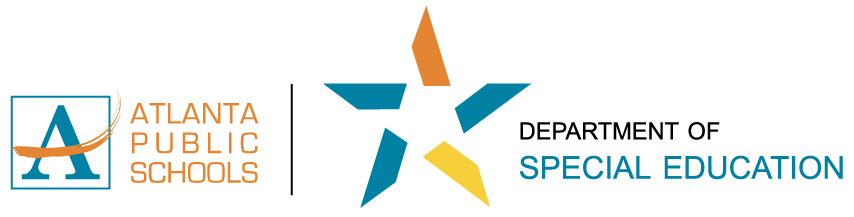 A
ATLANTA
PUBLIC
SCHOOLS
DEPARTMENT OF
SPECIAL EDUCATION